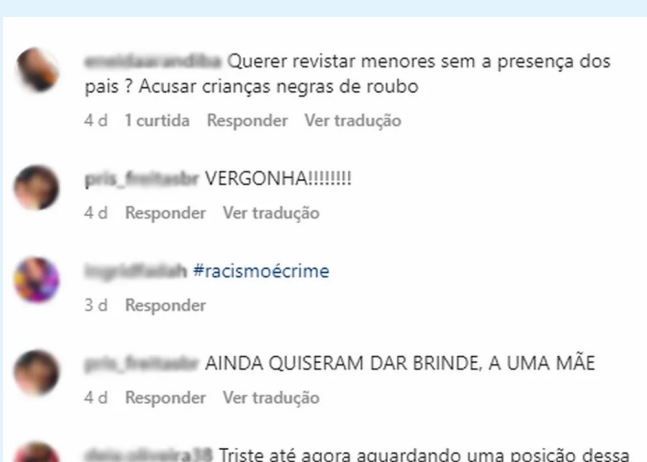 Querer revistar menores sem a presença dos
pais ? Acusar crianças negras de roubo
4 d 1 curtida Responder Ver tradução
VERGONHA!!!!!!!!
4 d Responder Ver tradução
#racismoécrime
3 d Responder
AINDA QUISERAM DAR BRINDE, A UMA MÃE
4 d Responder Ver tradução
Triste até agora aguardando uma posição dessa